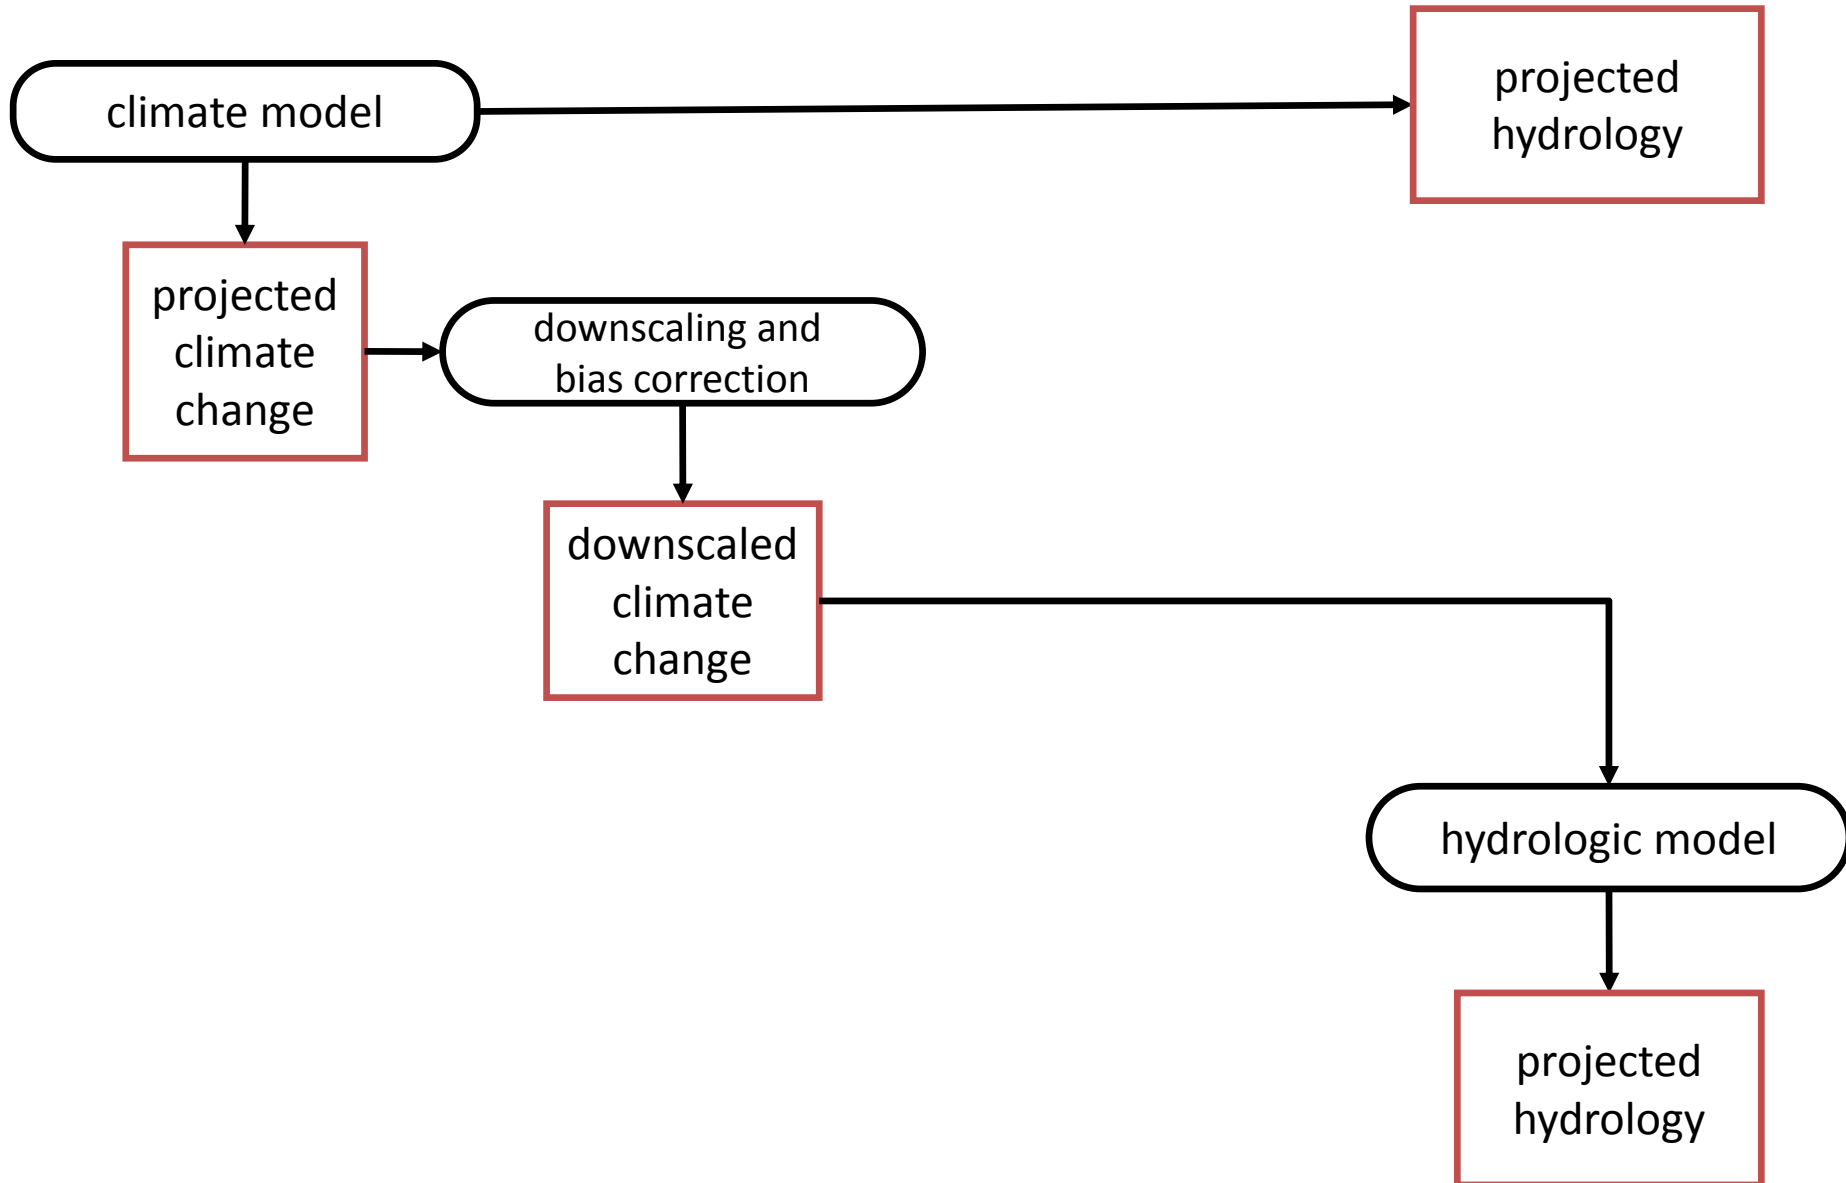 climate model
projected
hydrology
projected
climate
change
downscaling and
bias correction
downscaled
climate
change
hydrologic model
projected
hydrology